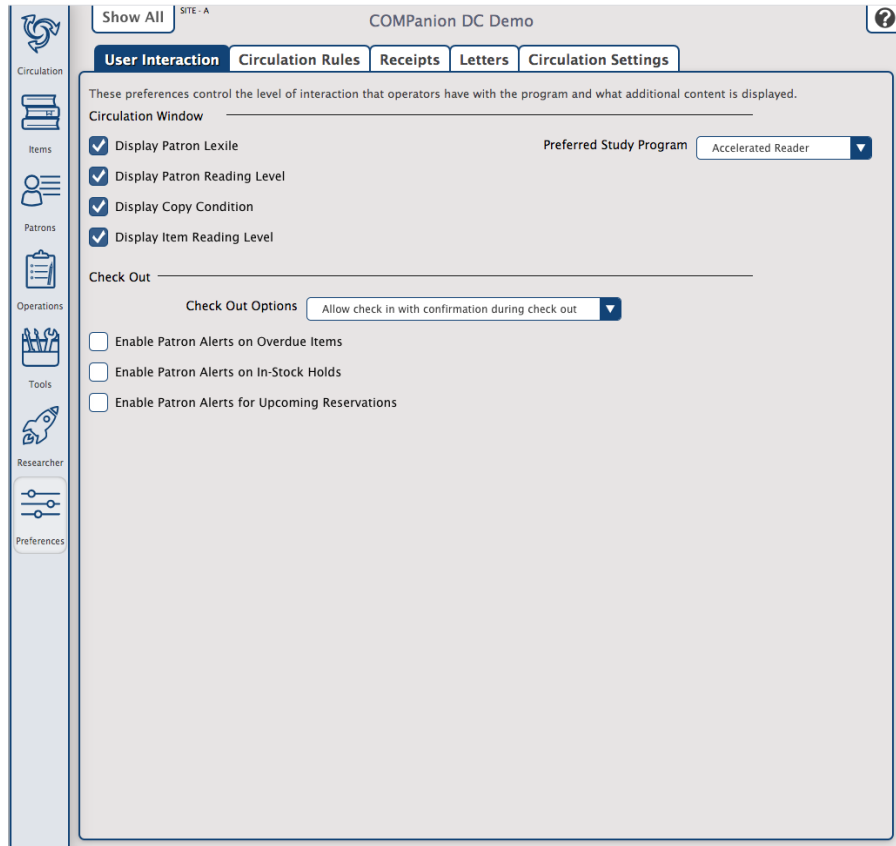 Show All
SITE - A
COMPanion DC Demo
?
Circulation
Items
Patrons
Operations
Tools
Researcher
Preferences
User Interaction
Circulation Rules
Receipts
Letters
Circulation Settings
These preferences control the level of interaction that operators have with the program and what additional content is displayed.
Circulation Window
Display Patron Lexile
Preferred Study Program
Accelerated Reader
Display Patron Reading Level
Display Copy Condition
Display Item Reading Level
Check Out
Check Out Options
Allow check in with confirmation during check out
Enable Patron Alerts on Overdue Items
Enable Patron Alerts on In-Stock Holds
Enable Patron Alerts for Upcoming Reservations